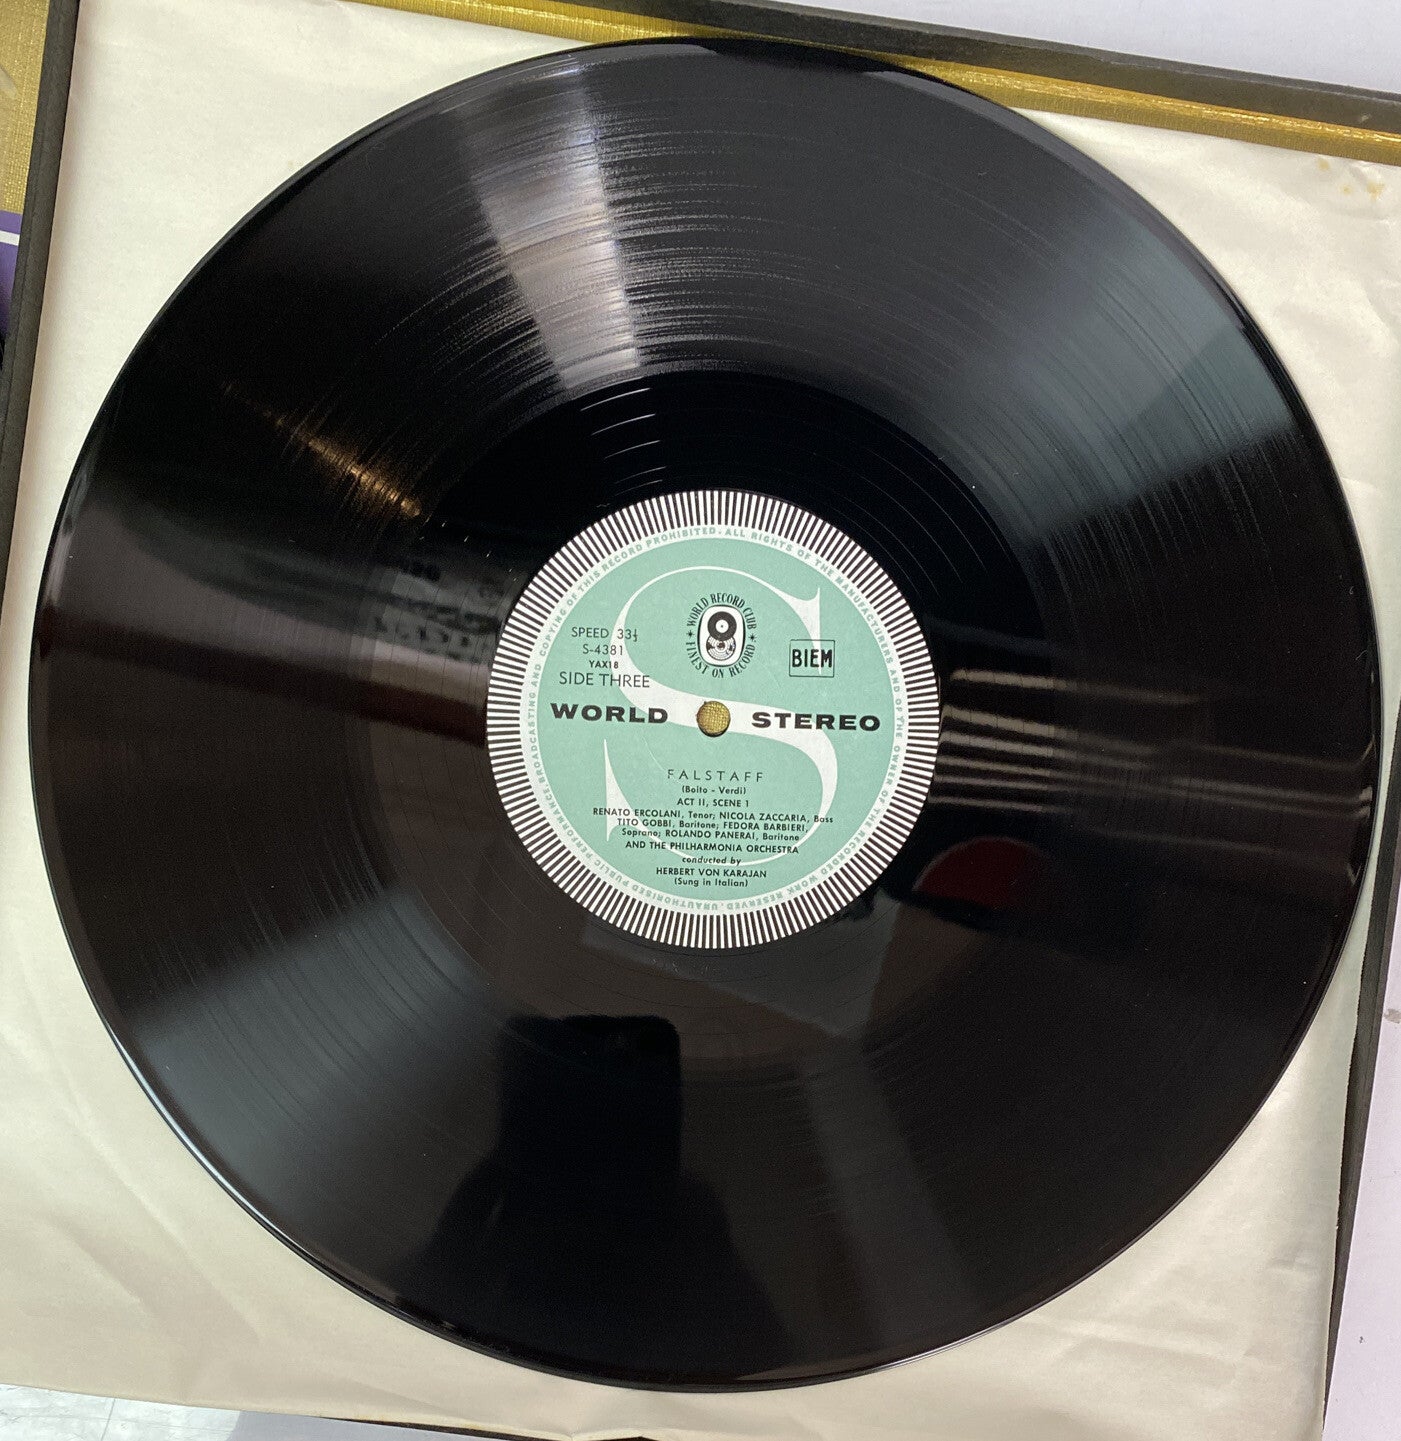 UNAUTHORISED PUBLIC PERFORMANCE, BROADCASTING AND COPYING OF THIS RECORD PROHIBITED · ALL RIGHTS OF THE MANUFACTURERS AND OF THE OWNER OF THE RECORDED WORK RESERVED.
WORLD RECORD CLUB
FINEST ON RECORD
SPEED 33⅓
S-4381
YAX18
SIDE THREE
BIEM
WORLD STEREO
FALSTAFF
(Boito - Verdi)
ACT II, SCENE 1
RENATO ERCOLANI, Tenor; NICOLA ZACCARIA, Bass
TITO GOBBI, Baritone; FEDORA BARBIERI,
Soprano; ROLANDO PANERAI, Baritone
AND THE PHILHARMONIA ORCHESTRA
conducted by
HERBERT VON KARAJAN
(Sung in Italian)